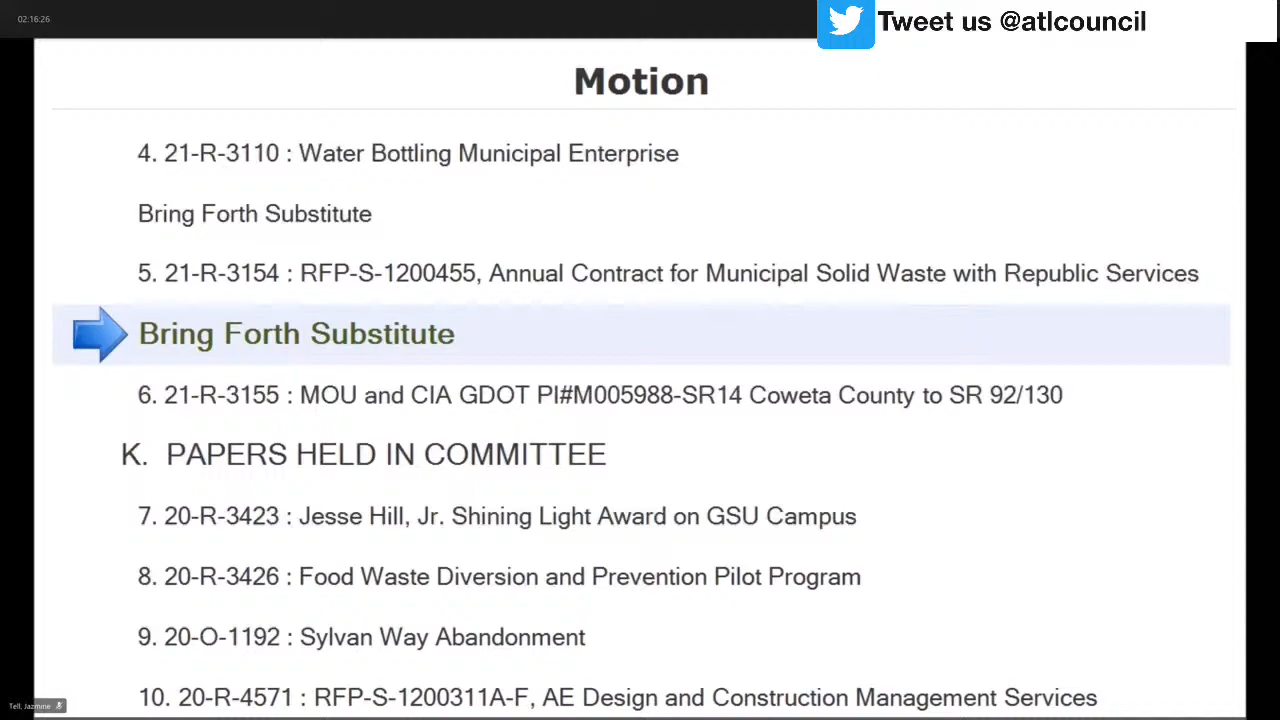 02:16:26
Tweet us @atlcouncil
Motion
4. 21-R-3110 : Water Bottling Municipal Enterprise
Bring Forth Substitute
5. 21-R-3154 : RFP-S-1200455, Annual Contract for Municipal Solid Waste with Republic Services
Bring Forth Substitute
6. 21-R-3155 : MOU and CIA GDOT PI#M005988-SR14 Coweta County to SR 92/130
K. PAPERS HELD IN COMMITTEE
7. 20-R-3423 : Jesse Hill, Jr. Shining Light Award on GSU Campus
8. 20-R-3426 : Food Waste Diversion and Prevention Pilot Program
9. 20-O-1192 : Sylvan Way Abandonment
10. 20-R-4571 : RFP-S-1200311A-F, AE Design and Construction Management Services
Tell, Jazmine